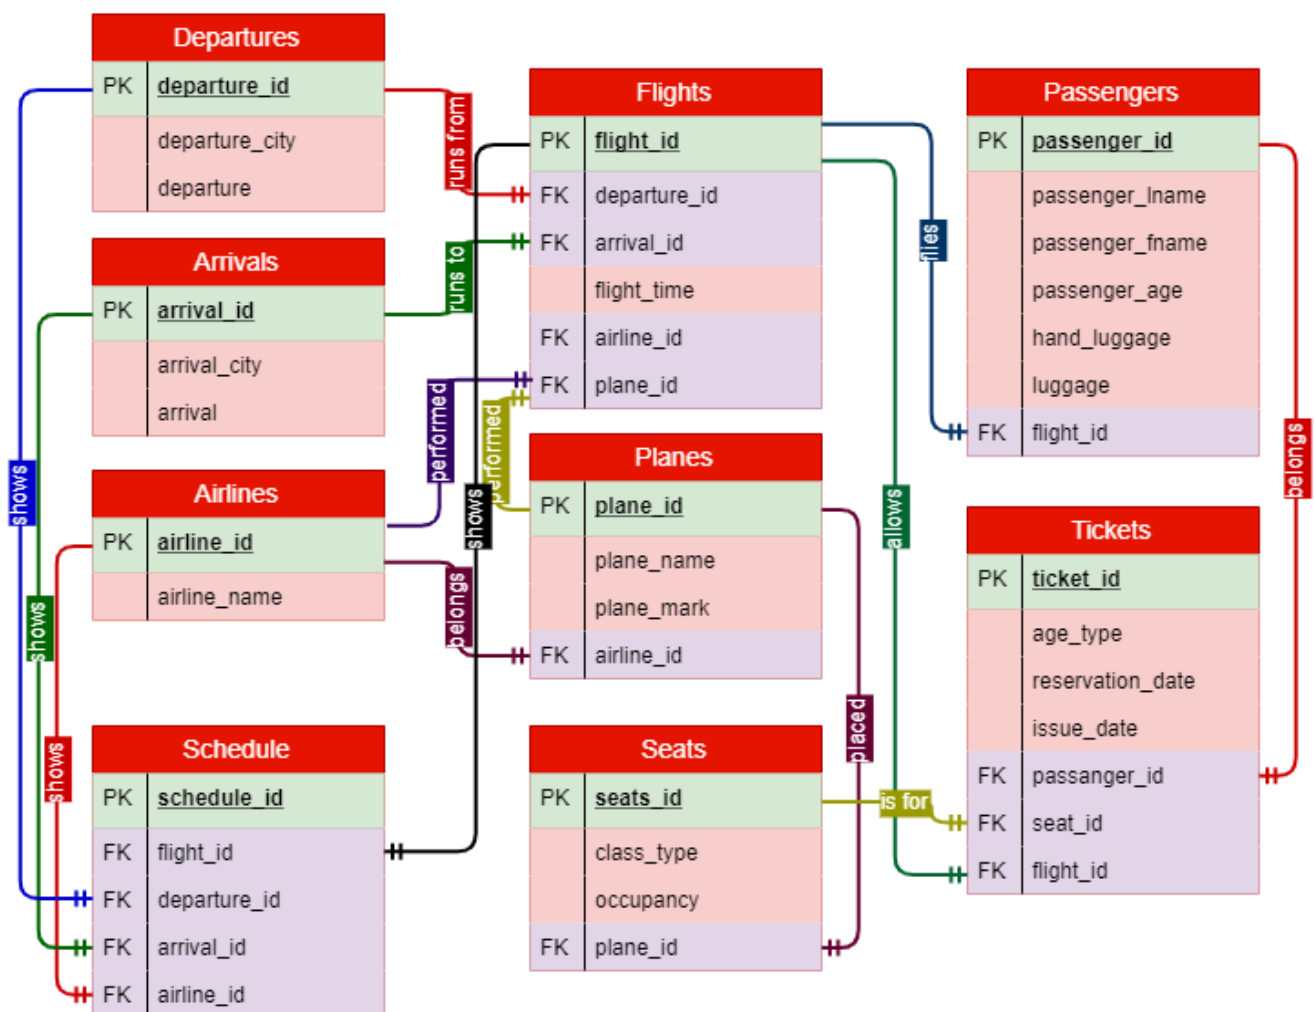 Departures
PK departure_id
departure_city
departure
Arrivals
PK arrival_id
arrival_city
arrival
Airlines
PK airline_id
airline_name
Schedule
PK schedule_id
FK flight_id
FK departure_id
FK arrival_id
FK airline_id
Flights
PK flight_id
FK departure_id
FK arrival_id
flight_time
FK airline_id
FK plane_id
Planes
PK plane_id
plane_name
plane_mark
FK airline_id
Seats
PK seats_id
class_type
occupancy
FK plane_id
Passengers
PK passenger_id
passenger_lname
passenger_fname
passenger_age
hand_luggage
luggage
FK flight_id
Tickets
PK ticket_id
age_type
reservation_date
issue_date
FK passanger_id
FK seat_id
FK flight_id
runs from
runs to
performed
performed
belongs
shows
shows
shows
shows
flies
allows
placed
is for
belongs